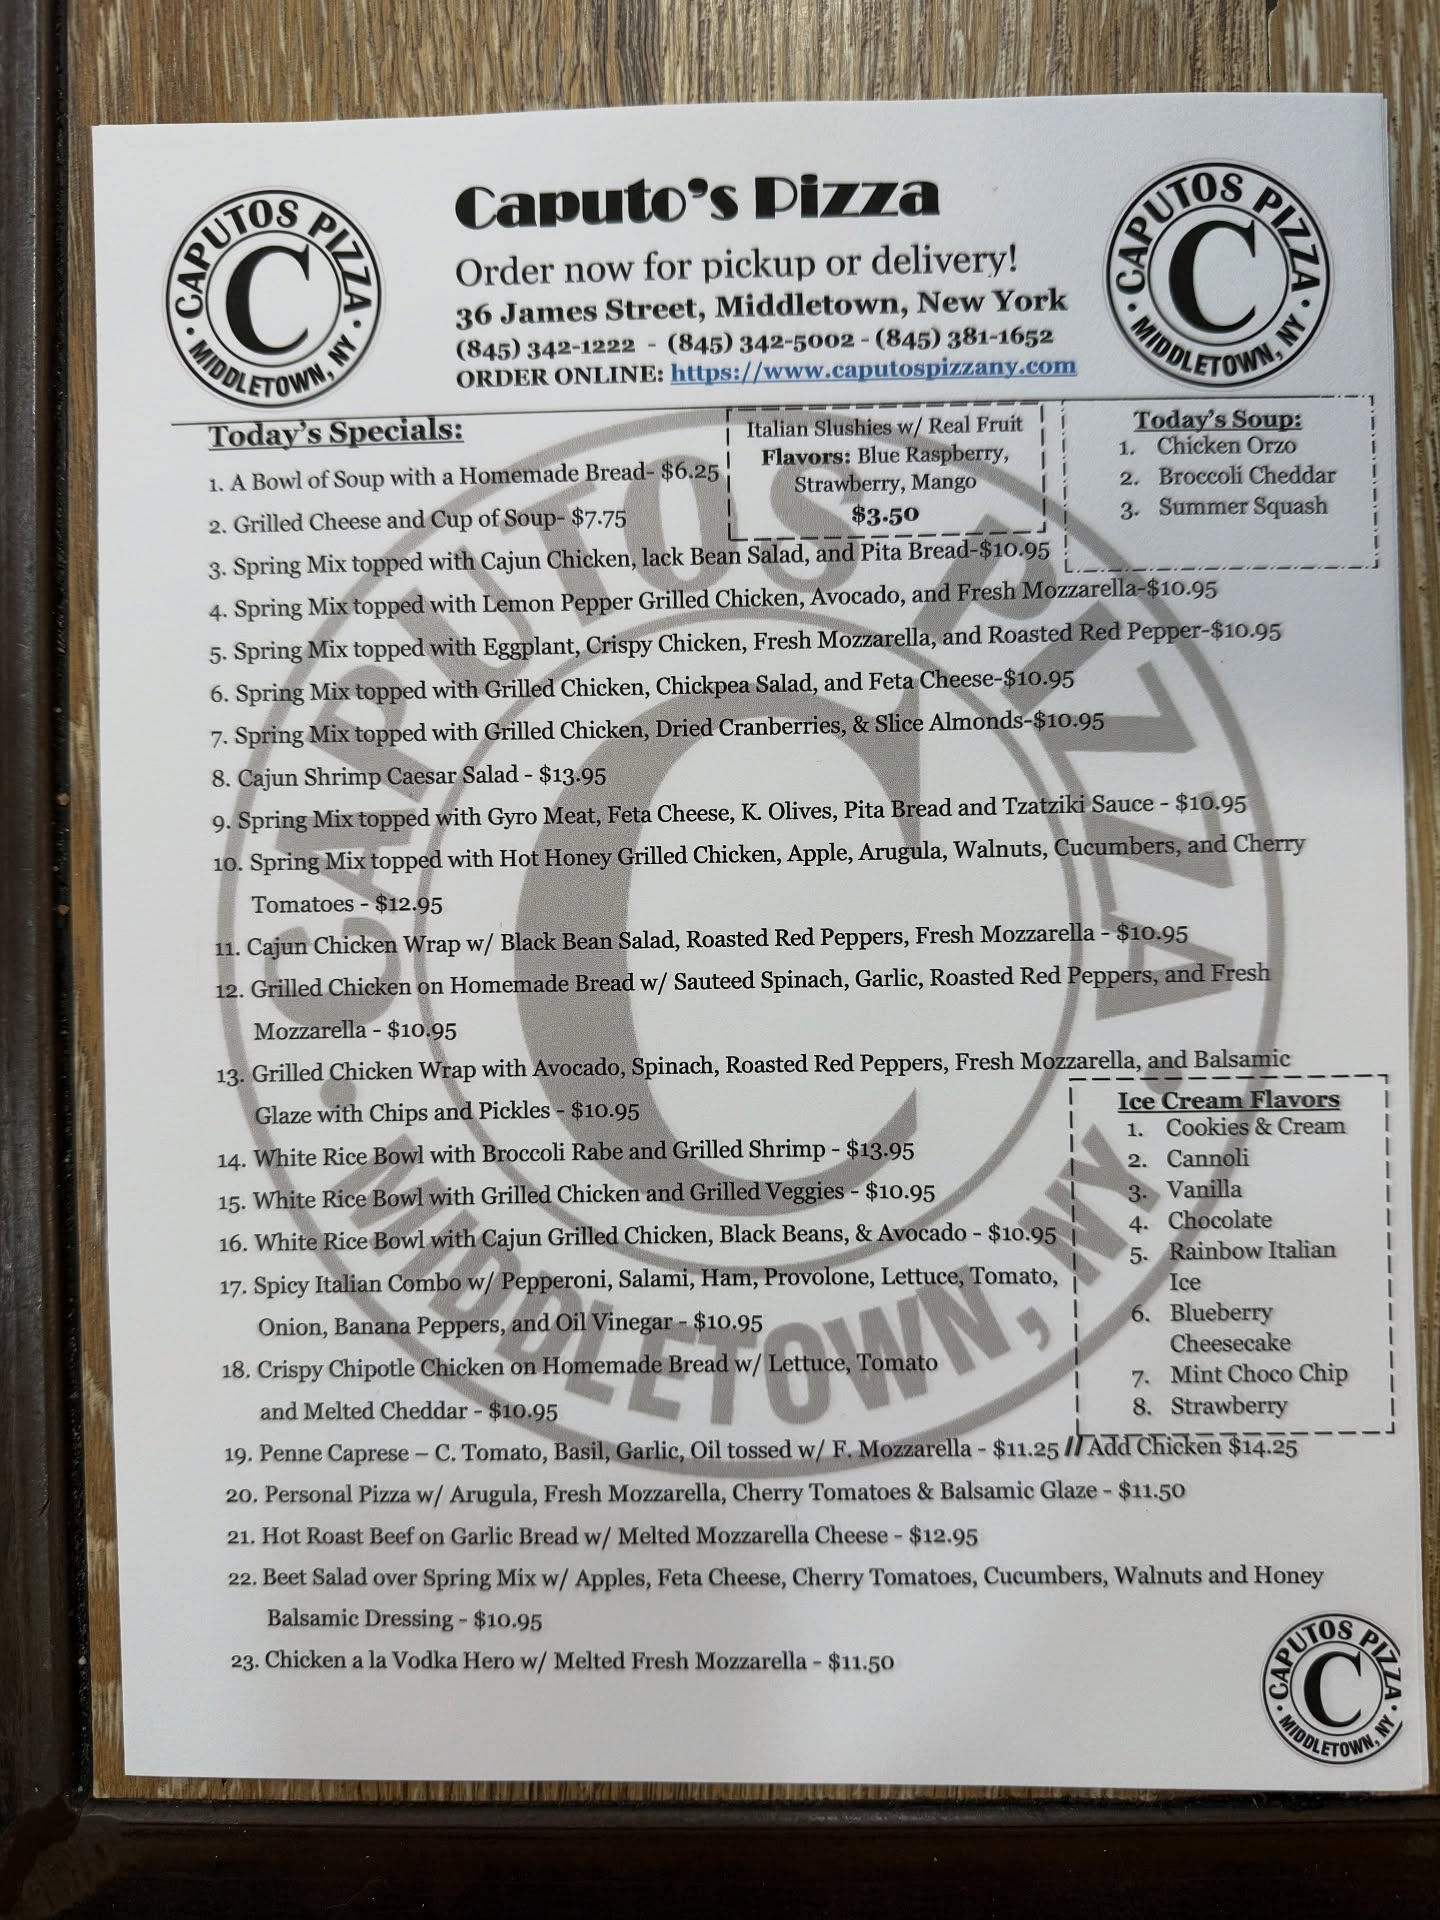 CAPUTOS PIZZA
C
MIDDLETOWN, NY
Caputo's Pizza
Order now for pickup or delivery!
36 James Street, Middletown, New York
(845) 342-1222 - (845) 342-5002 - (845) 381-1652
ORDER ONLINE: https://www.caputospizzany.com
CAPUTOS PIZZA
C
MIDDLETOWN, NY
Today's Specials:
1. A Bowl of Soup with a Homemade Bread- $6.25
2. Grilled Cheese and Cup of Soup- $7.75
Italian Slushies w/ Real Fruit
Flavors: Blue Raspberry,
Strawberry, Mango
$3.50
Today's Soup:
1. Chicken Orzo
2. Broccoli Cheddar
3. Summer Squash
3. Spring Mix topped with Cajun Chicken, lack Bean Salad, and Pita Bread-$10.95
4. Spring Mix topped with Lemon Pepper Grilled Chicken, Avocado, and Fresh Mozzarella-$10.95
5. Spring Mix topped with Eggplant, Crispy Chicken, Fresh Mozzarella, and Roasted Red Pepper-$10.95
6. Spring Mix topped with Grilled Chicken, Chickpea Salad, and Feta Cheese-$10.95
7. Spring Mix topped with Grilled Chicken, Dried Cranberries, & Slice Almonds-$10.95
8. Cajun Shrimp Caesar Salad - $13.95
9. Spring Mix topped with Gyro Meat, Feta Cheese, K. Olives, Pita Bread and Tzatziki Sauce - $10.95
10. Spring Mix topped with Hot Honey Grilled Chicken, Apple, Arugula, Walnuts, Cucumbers, and Cherry
Tomatoes - $12.95
11. Cajun Chicken Wrap w/ Black Bean Salad, Roasted Red Peppers, Fresh Mozzarella - $10.95
12. Grilled Chicken on Homemade Bread w/ Sauteed Spinach, Garlic, Roasted Red Peppers, and Fresh
Mozzarella - $10.95
13. Grilled Chicken Wrap with Avocado, Spinach, Roasted Red Peppers, Fresh Mozzarella, and Balsamic
Glaze with Chips and Pickles - $10.95
14. White Rice Bowl with Broccoli Rabe and Grilled Shrimp - $13.95
15. White Rice Bowl with Grilled Chicken and Grilled Veggies - $10.95
16. White Rice Bowl with Cajun Grilled Chicken, Black Beans, & Avocado - $10.95
17. Spicy Italian Combo w/ Pepperoni, Salami, Ham, Provolone, Lettuce, Tomato,
Onion, Banana Peppers, and Oil Vinegar - $10.95
18. Crispy Chipotle Chicken on Homemade Bread w/ Lettuce, Tomato
and Melted Cheddar - $10.95
Ice Cream Flavors
1. Cookies & Cream
2. Cannoli
3. Vanilla
4. Chocolate
5. Rainbow Italian
Ice
6. Blueberry
Cheesecake
7. Mint Choco Chip
8. Strawberry
19. Penne Caprese – C. Tomato, Basil, Garlic, Oil tossed w/ F. Mozzarella - $11.25 // Add Chicken $14.25
20. Personal Pizza w/ Arugula, Fresh Mozzarella, Cherry Tomatoes & Balsamic Glaze - $11.50
21. Hot Roast Beef on Garlic Bread w/ Melted Mozzarella Cheese - $12.95
22. Beet Salad over Spring Mix w/ Apples, Feta Cheese, Cherry Tomatoes, Cucumbers, Walnuts and Honey
Balsamic Dressing - $10.95
23. Chicken a la Vodka Hero w/ Melted Fresh Mozzarella - $11.50
CAPUTOS PIZZA
C
MIDDLETOWN, NY
CAPUTOS PIZZA
C
MIDDLETOWN, NY